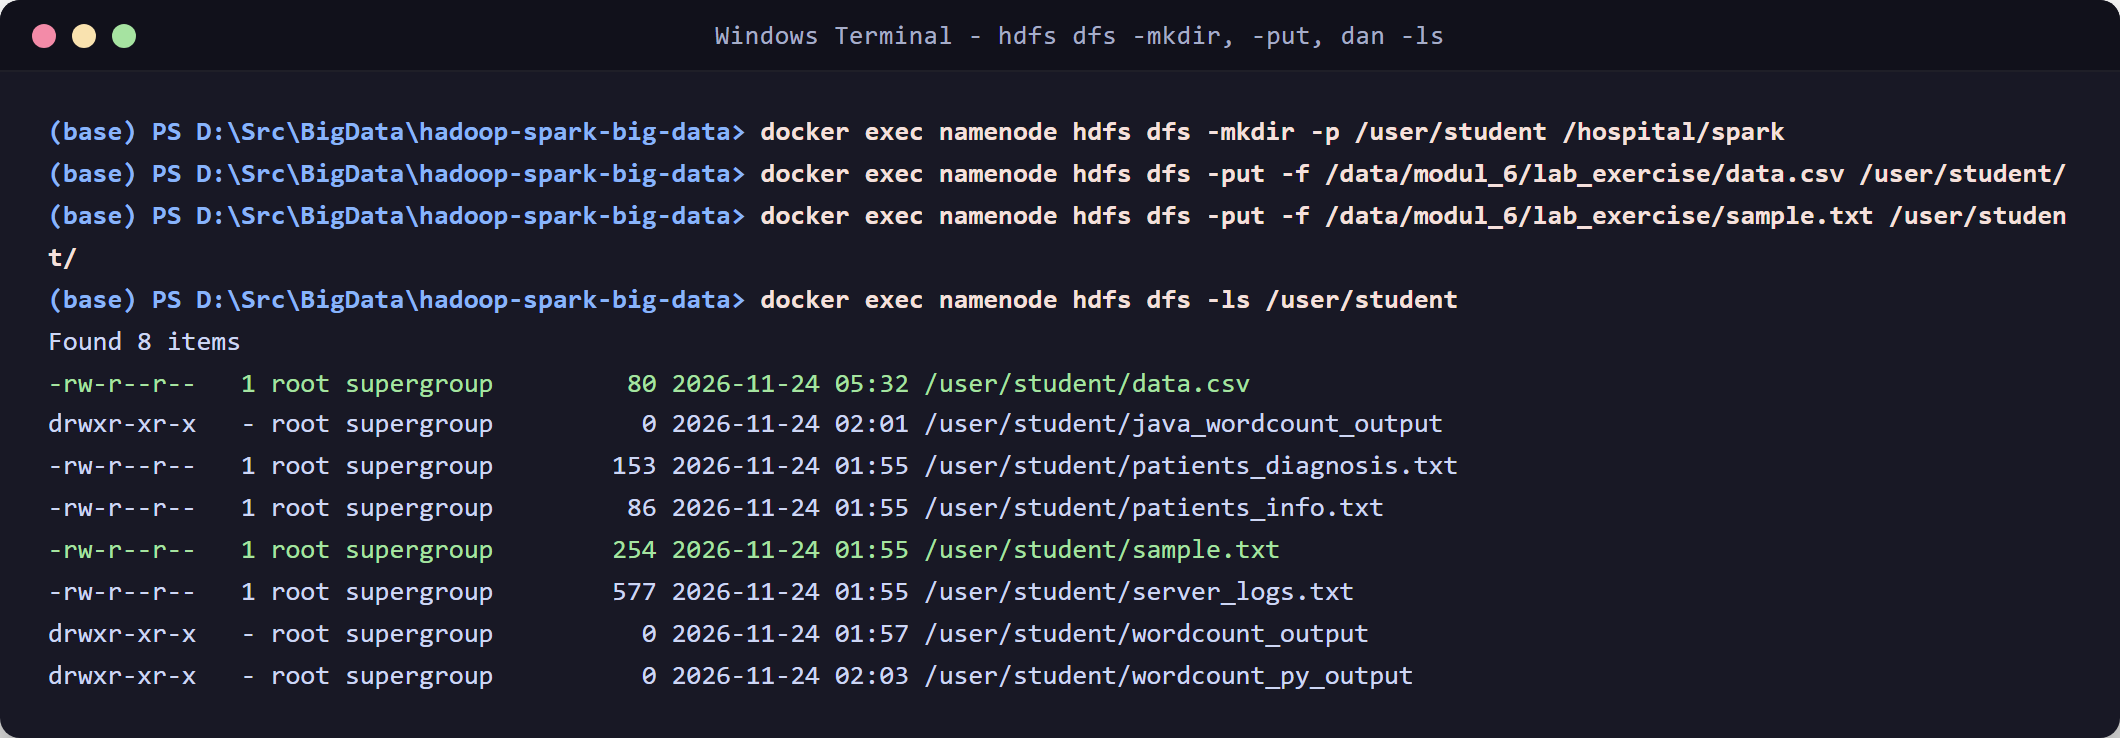 Windows Terminal - hdfs dfs -mkdir, -put, dan -ls
(base) PS D:\Src\BigData\hadoop-spark-big-data> docker exec namenode hdfs dfs -mkdir -p /user/student /hospital/spark
(base) PS D:\Src\BigData\hadoop-spark-big-data> docker exec namenode hdfs dfs -put -f /data/modul_6/lab_exercise/data.csv /user/student/
(base) PS D:\Src\BigData\hadoop-spark-big-data> docker exec namenode hdfs dfs -put -f /data/modul_6/lab_exercise/sample.txt /user/studen
t/
(base) PS D:\Src\BigData\hadoop-spark-big-data> docker exec namenode hdfs dfs -ls /user/student
Found 8 items
-rw-r--r--   1 root supergroup         80 2026-11-24 05:32 /user/student/data.csv
drwxr-xr-x   - root supergroup          0 2026-11-24 02:01 /user/student/java_wordcount_output
-rw-r--r--   1 root supergroup        153 2026-11-24 01:55 /user/student/patients_diagnosis.txt
-rw-r--r--   1 root supergroup         86 2026-11-24 01:55 /user/student/patients_info.txt
-rw-r--r--   1 root supergroup        254 2026-11-24 01:55 /user/student/sample.txt
-rw-r--r--   1 root supergroup        577 2026-11-24 01:55 /user/student/server_logs.txt
drwxr-xr-x   - root supergroup          0 2026-11-24 01:57 /user/student/wordcount_output
drwxr-xr-x   - root supergroup          0 2026-11-24 02:03 /user/student/wordcount_py_output